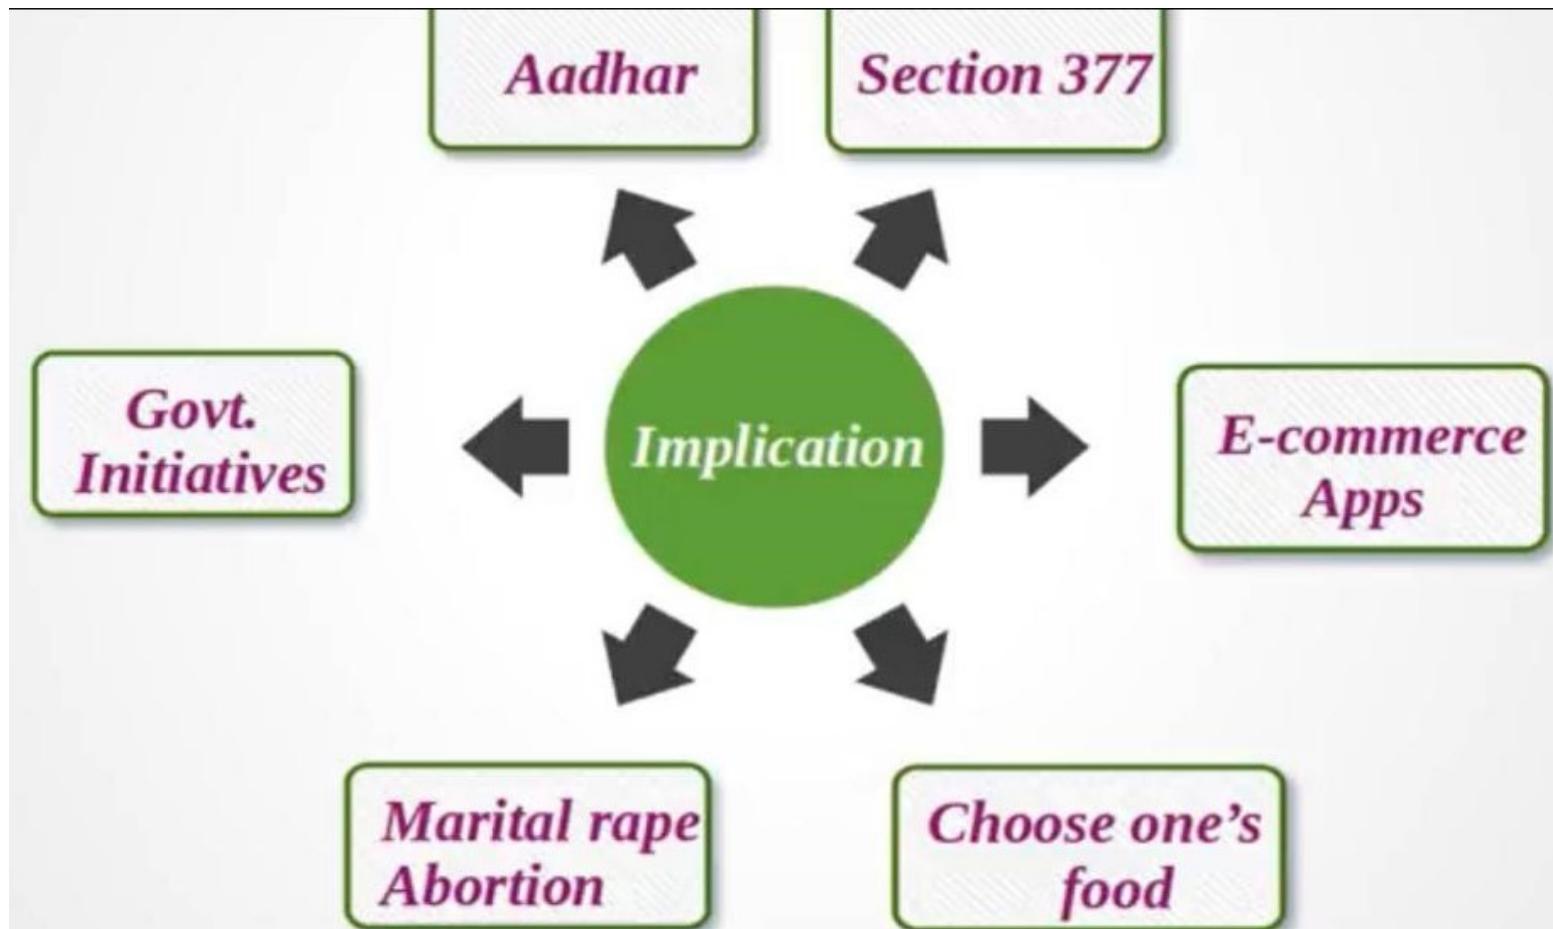 Aadhar
Section 377
Govt.
Initiatives
Implication
E-commerce
Apps
Marital rape
Abortion
Choose one’s
food